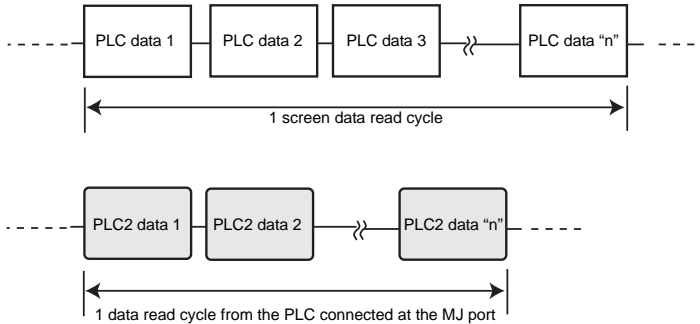 PLC data 1
PLC data 2
PLC data 3
PLC data “n”
1 screen data read cycle
PLC2 data 1
PLC2 data 2
PLC2 data “n”
1 data read cycle from the PLC connected at the MJ port